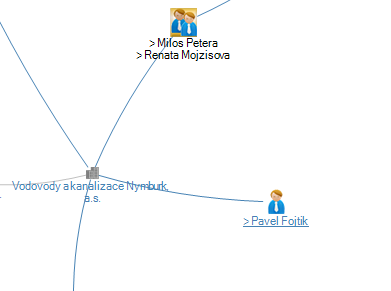 > Milos Petera
> Renata Mojzisova
Vodovody a kanalizace Nymburk,
a.s.
> Pavel Fojtik